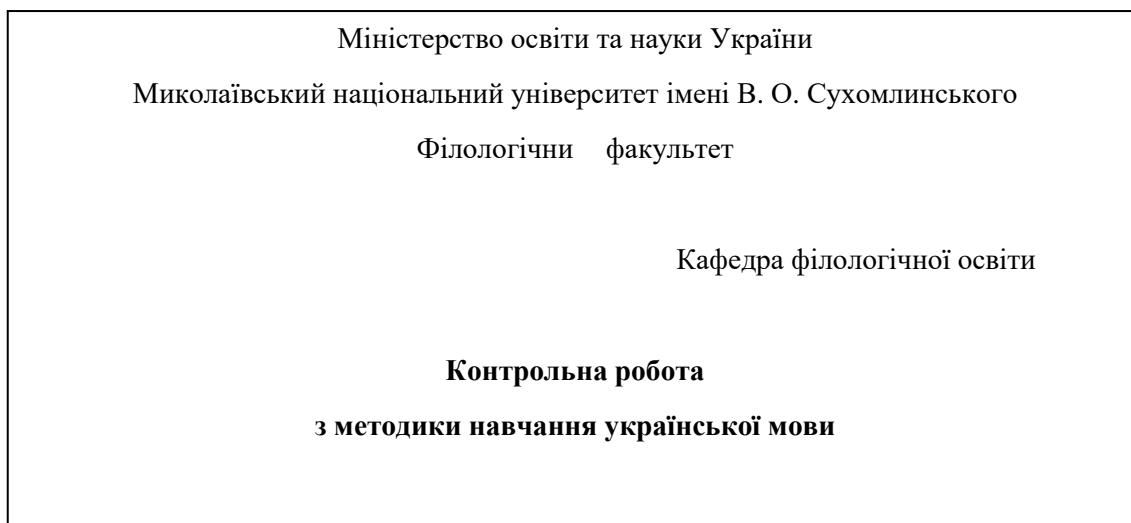 Міністерство освіти та науки України
Миколаївський національний університет імені В. О. Сухомлинського
Філологічни факультет
Кафедра філологічної освіти
Контрольна робота
з методики навчання української мови